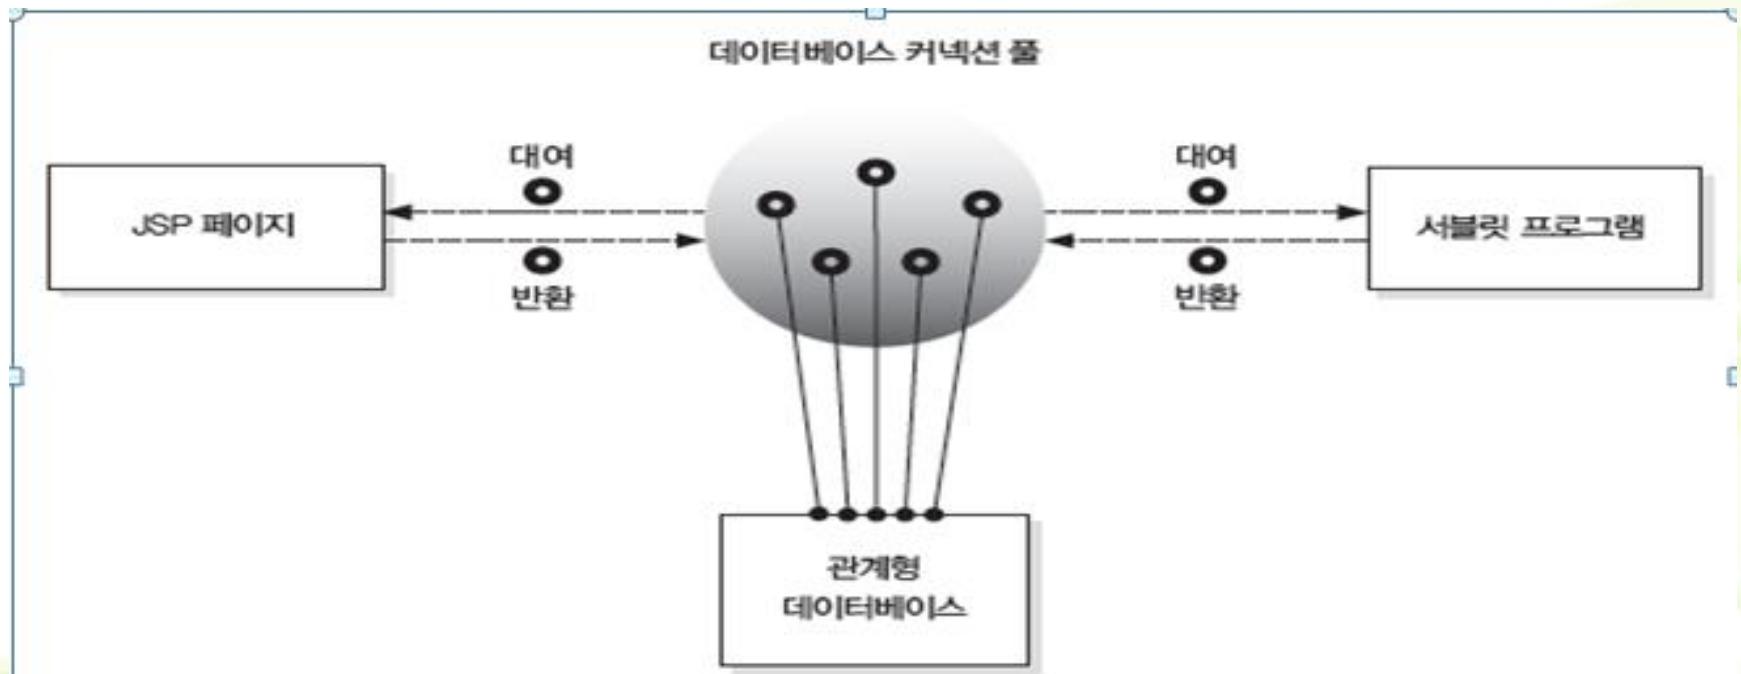 데이터베이스 커넥션 풀
대여
대여
JSP 페이지
서블릿 프로그램
반환
반환
관계형
데이터베이스